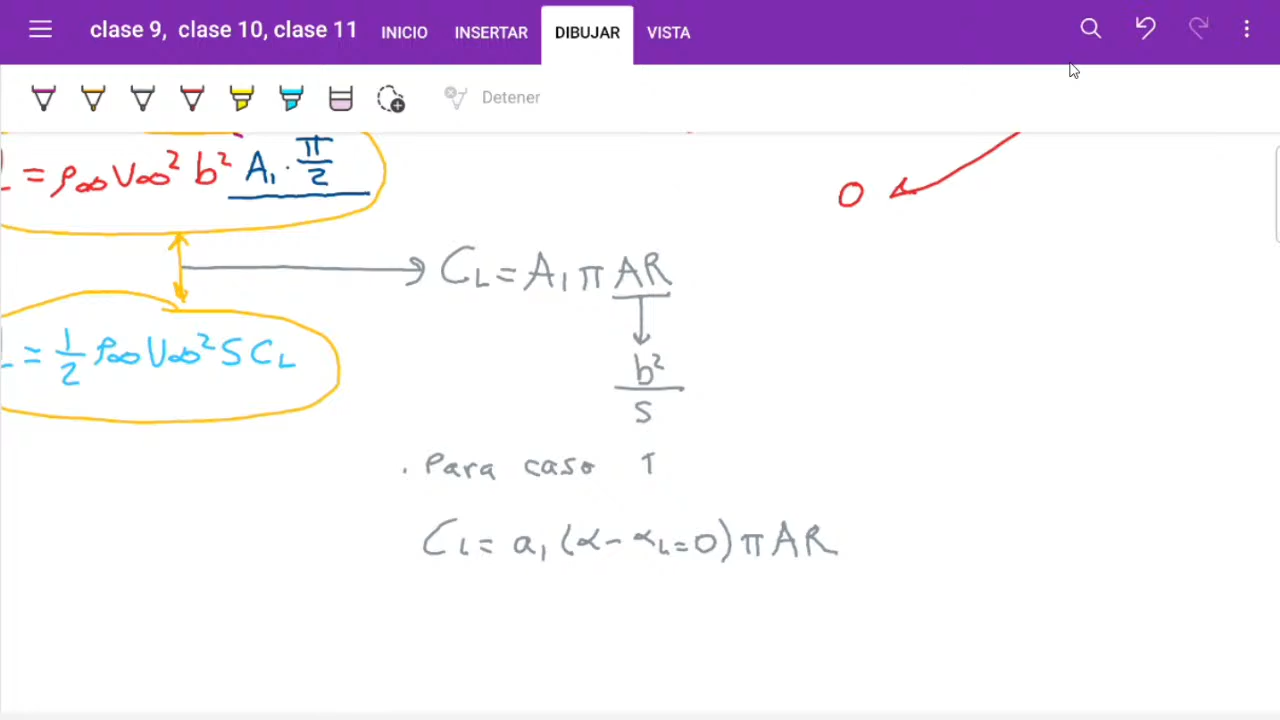 clase 9, clase 10, clase 11 INICIO INSERTAR DIBUJAR VISTA
Detener
= ρ∞ V∞² b² A₁ · π/2
0
C_L = A₁ π AR
b²
S
= 1/2 ρ∞ V∞² S C_L
. Para caso 1
C_L = a₁ (α - α_L=0) π AR